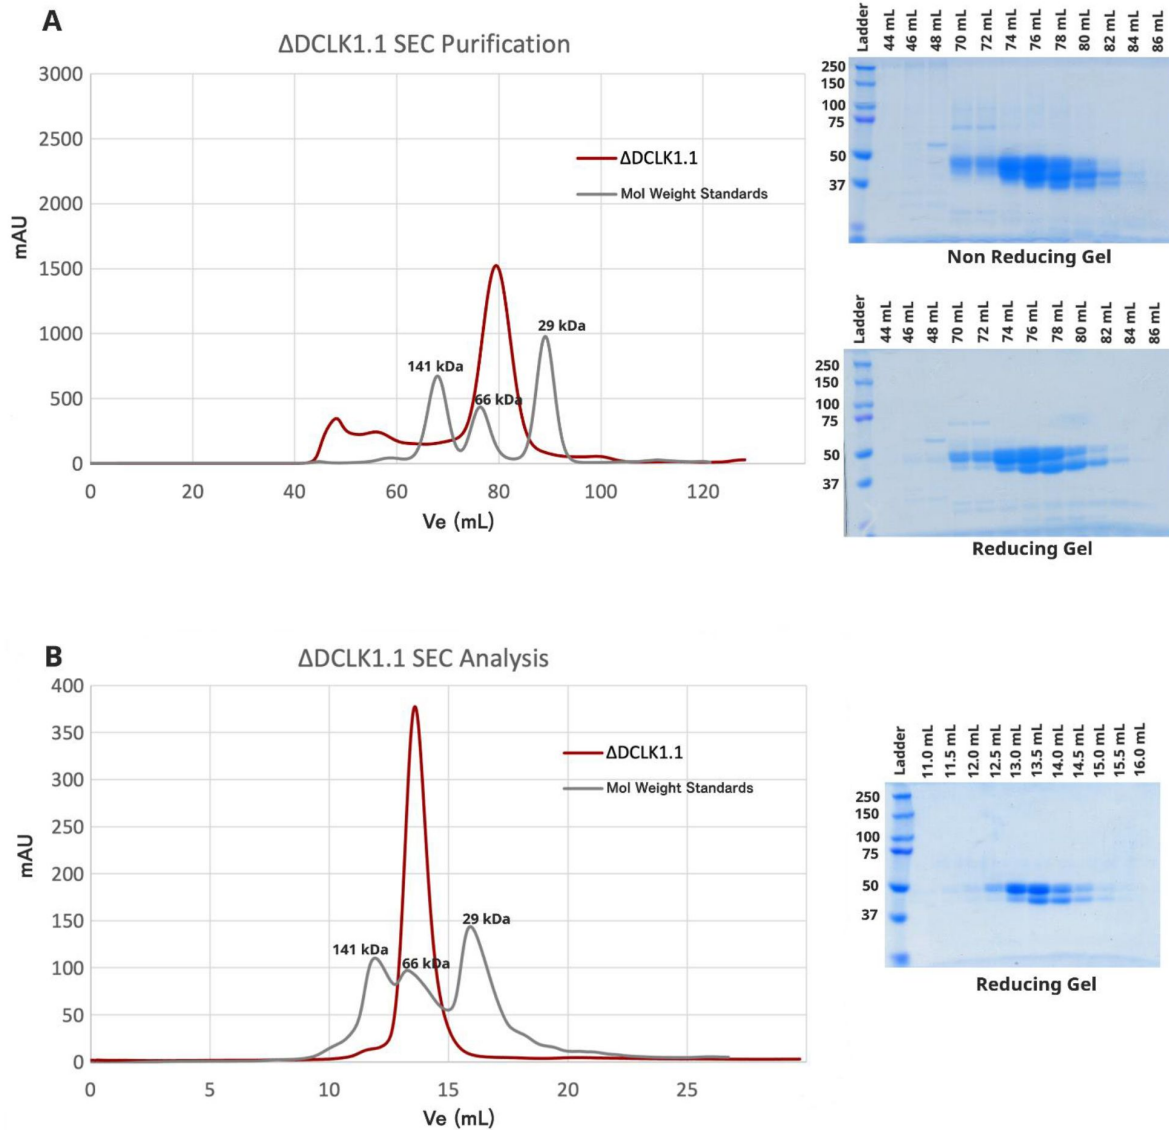 A
ΔDCLK1.1 SEC Purification
3000
2500
2000
1500
1000
500
0
mAU
ΔDCLK1.1
Mol Weight Standards
141 kDa
66 kDa
29 kDa
0 20 40 60 80 100 120
Ve (mL)
Ladder
44 mL
46 mL
48 mL
70 mL
72 mL
74 mL
76 mL
78 mL
80 mL
82 mL
84 mL
86 mL
250
150
100
75
50
37
Non Reducing Gel
Ladder
44 mL
46 mL
48 mL
70 mL
72 mL
74 mL
76 mL
78 mL
80 mL
82 mL
84 mL
86 mL
250
150
100
75
50
37
Reducing Gel
B
ΔDCLK1.1 SEC Analysis
400
350
300
250
200
150
100
50
0
mAU
ΔDCLK1.1
Mol Weight Standards
141 kDa
66 kDa
29 kDa
0 5 10 15 20 25
Ve (mL)
Ladder
11.0 mL
11.5 mL
12.0 mL
12.5 mL
13.0 mL
13.5 mL
14.0 mL
14.5 mL
15.0 mL
15.5 mL
16.0 mL
250
150
100
75
50
37
Reducing Gel